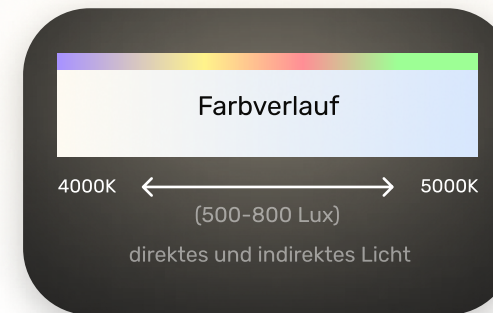 Farbverlauf
4000K 5000K
(500-800 Lux)
direktes und indirektes Licht